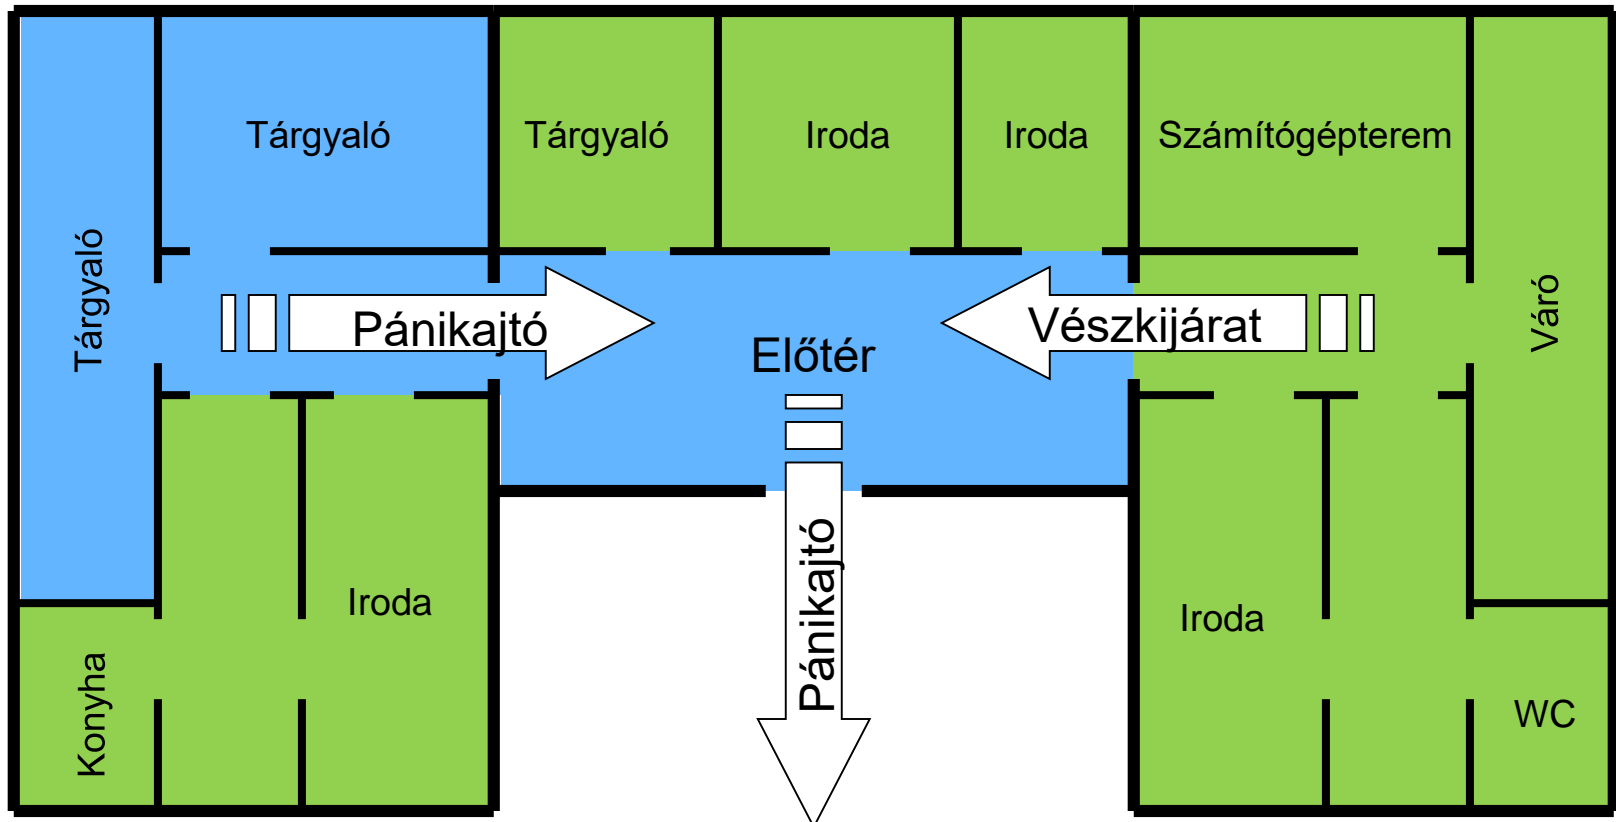 Tárgyaló
Tárgyaló
Iroda
Iroda
Számítógépterem
Tárgyaló
Pánikajtó
Előtér
Vészkijárat
Váró
Pánikajtó
Iroda
Iroda
Konyha
WC